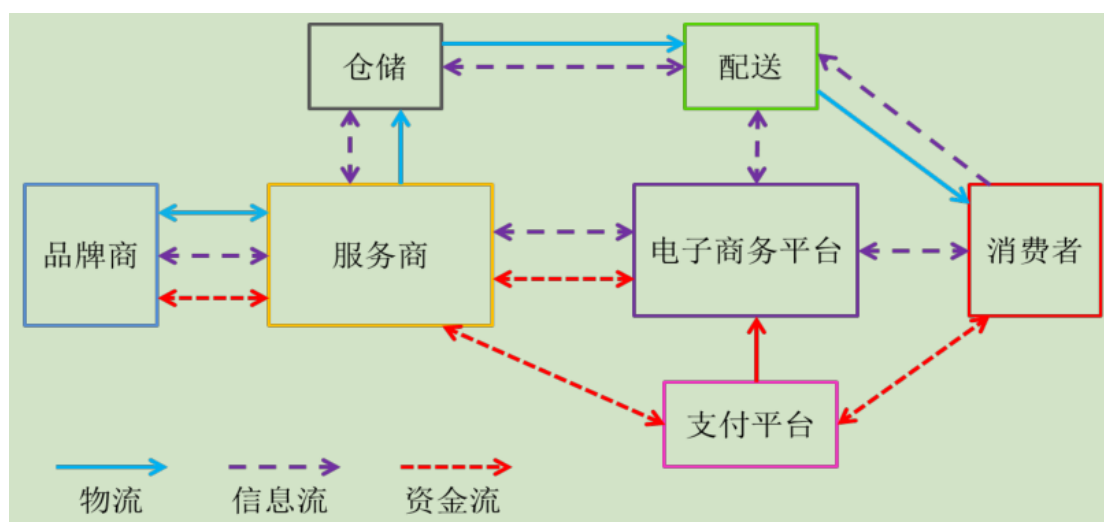 仓储
配送
品牌商
服务商
电子商务平台
消费者
支付平台
物流
信息流
资金流